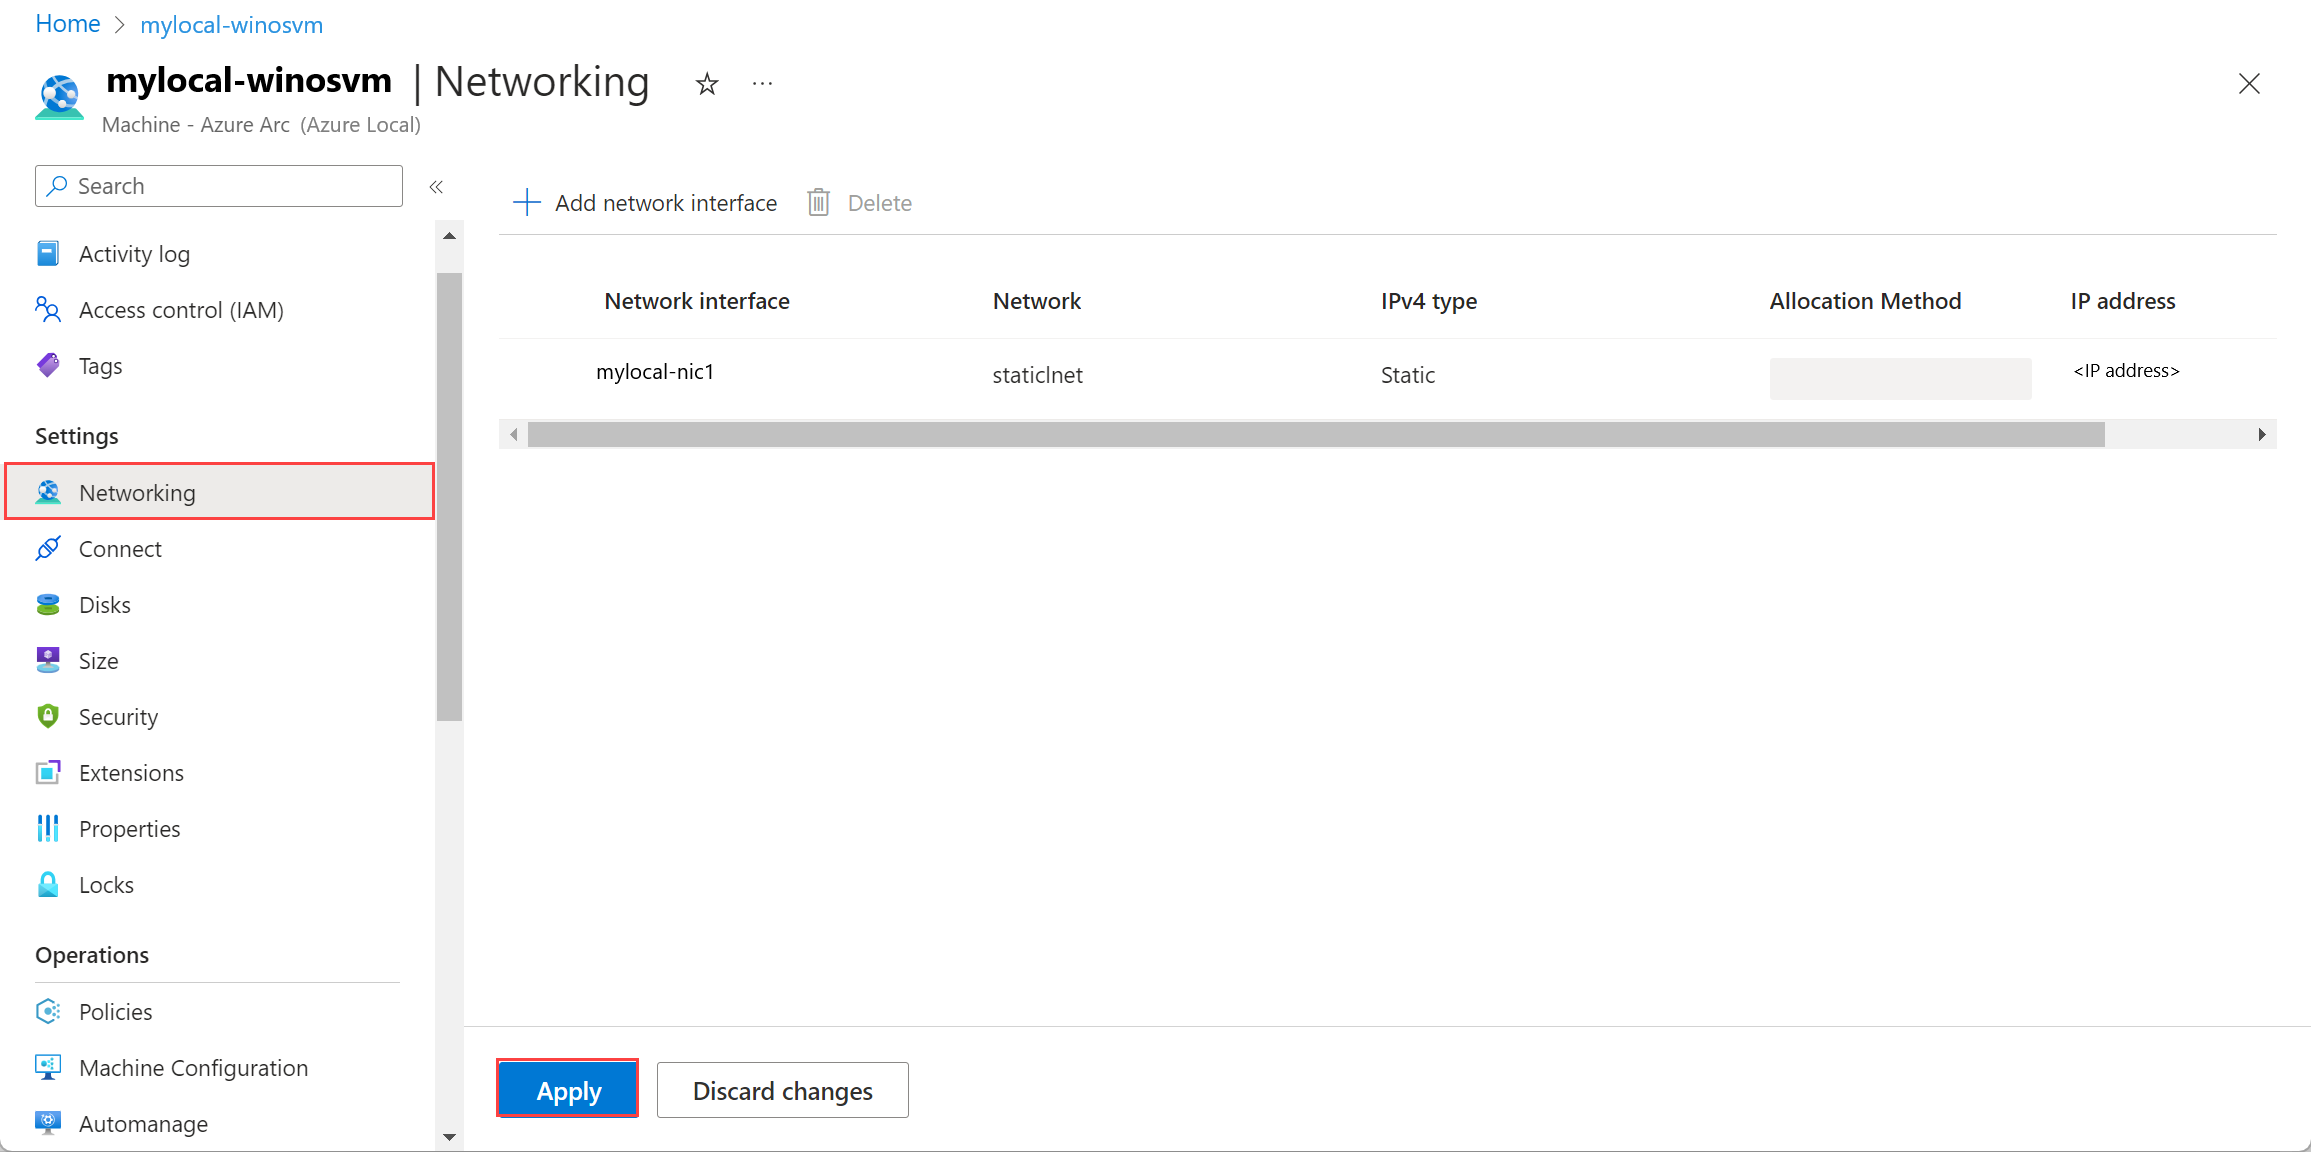 Home > mylocal-winosvm
mylocal-winosvm | Networking ☆ ···
Machine - Azure Arc (Azure Local)
Search «
Activity log
Access control (IAM)
Tags
Settings
Networking
Connect
Disks
Size
Security
Extensions
Properties
Locks
Operations
Policies
Machine Configuration
Automanage
Add network interface Delete
Network interface Network IPv4 type Allocation Method IP address
mylocal-nic1 staticlnet Static <IP address>
Apply Discard changes